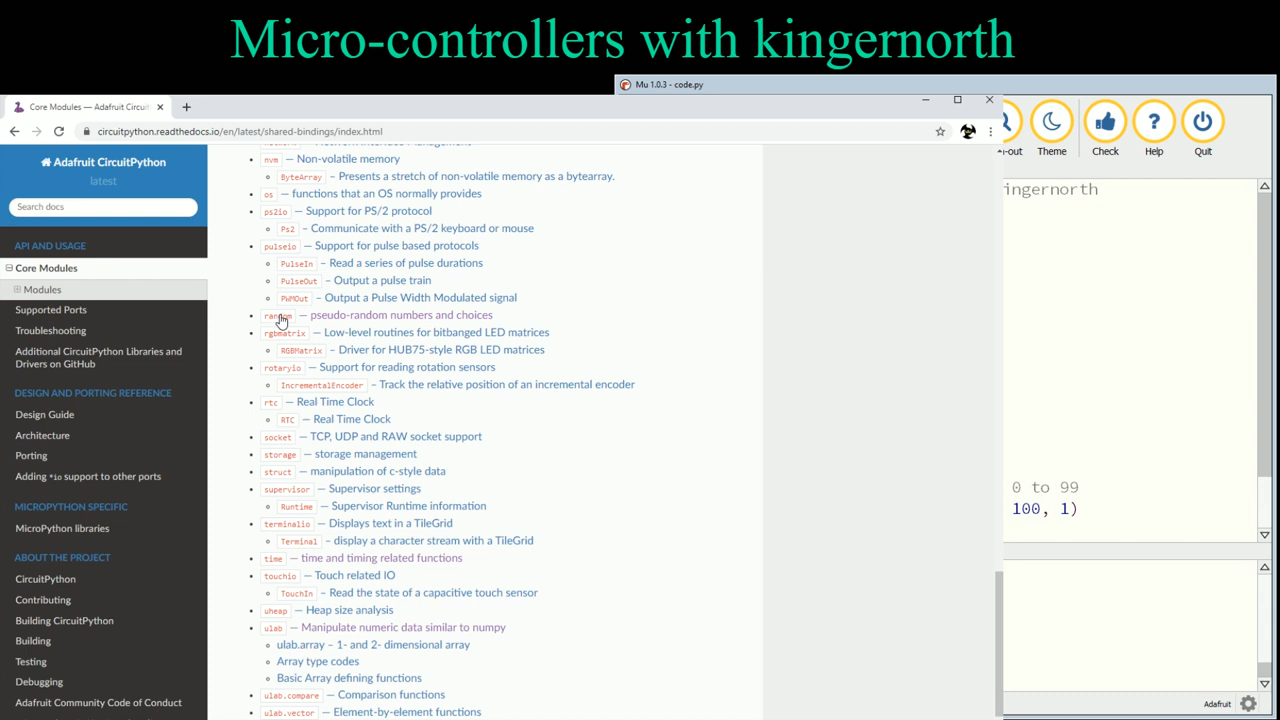 Micro-controllers with kingernorth
Mu 1.0.3 - code.py
Core Modules — Adafruit Circuit
circuitpython.readthedocs.io/en/latest/shared-bindings/index.html
-out
Theme
Check
Help
Quit
ingernorth
0 to 99
100, 1)
Adafruit
Adafruit CircuitPython
latest
Search docs
API AND USAGE
Core Modules
Modules
Supported Ports
Troubleshooting
Additional CircuitPython Libraries and
Drivers on GitHub
DESIGN AND PORTING REFERENCE
Design Guide
Architecture
Porting
Adding *io support to other ports
MICROPYTHON SPECIFIC
MicroPython libraries
ABOUT THE PROJECT
CircuitPython
Contributing
Building CircuitPython
Building
Testing
Debugging
Adafruit Community Code of Conduct
nvm — Non-volatile memory
ByteArray – Presents a stretch of non-volatile memory as a bytearray.
os — functions that an OS normally provides
ps2io — Support for PS/2 protocol
Ps2 – Communicate with a PS/2 keyboard or mouse
pulseio — Support for pulse based protocols
PulseIn – Read a series of pulse durations
PulseOut – Output a pulse train
PWMOut – Output a Pulse Width Modulated signal
random — pseudo-random numbers and choices
rgbmatrix — Low-level routines for bitbanged LED matrices
RGBMatrix – Driver for HUB75-style RGB LED matrices
rotaryio — Support for reading rotation sensors
IncrementalEncoder – Track the relative position of an incremental encoder
rtc — Real Time Clock
RTC — Real Time Clock
socket — TCP, UDP and RAW socket support
storage — storage management
struct — manipulation of c-style data
supervisor — Supervisor settings
Runtime — Supervisor Runtime information
terminalio — Displays text in a TileGrid
Terminal – display a character stream with a TileGrid
time — time and timing related functions
touchio — Touch related IO
TouchIn – Read the state of a capacitive touch sensor
uheap — Heap size analysis
ulab — Manipulate numeric data similar to numpy
ulab.array – 1- and 2- dimensional array
Array type codes
Basic Array defining functions
ulab.compare — Comparison functions
ulab.vector — Element-by-element functions